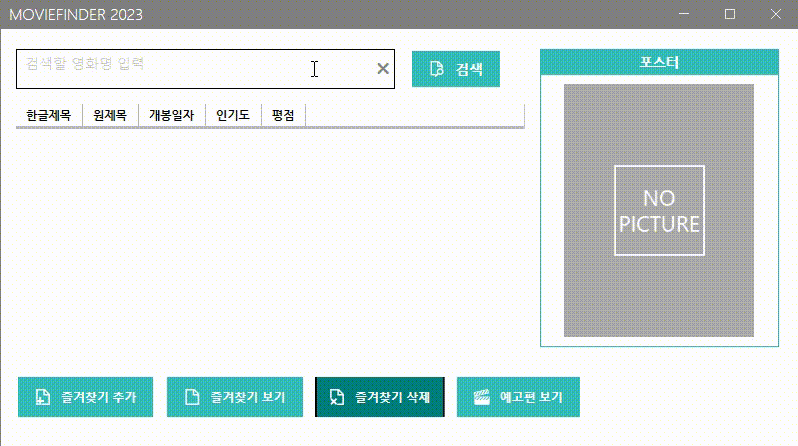 MOVIEFINDER 2023
검색할 영화명 입력
검색
포스터
한글제목 원제목 개봉일자 인기도 평점
NO
PICTURE
즐겨찾기 추가 즐겨찾기 보기 즐겨찾기 삭제 예고편 보기